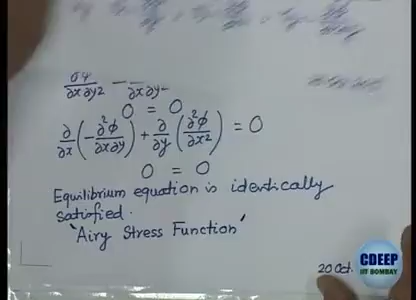 ∂x∂y² − ∂x∂y
0 = 0
∂/∂x(−∂²ϕ/∂x∂y) + ∂/∂y(∂²ϕ/∂x²) = 0
0 = 0
Equilibrium equation is identically
satisfied.
'Airy Stress Function'
CDEEP
IIT BOMBAY
20 Oct.